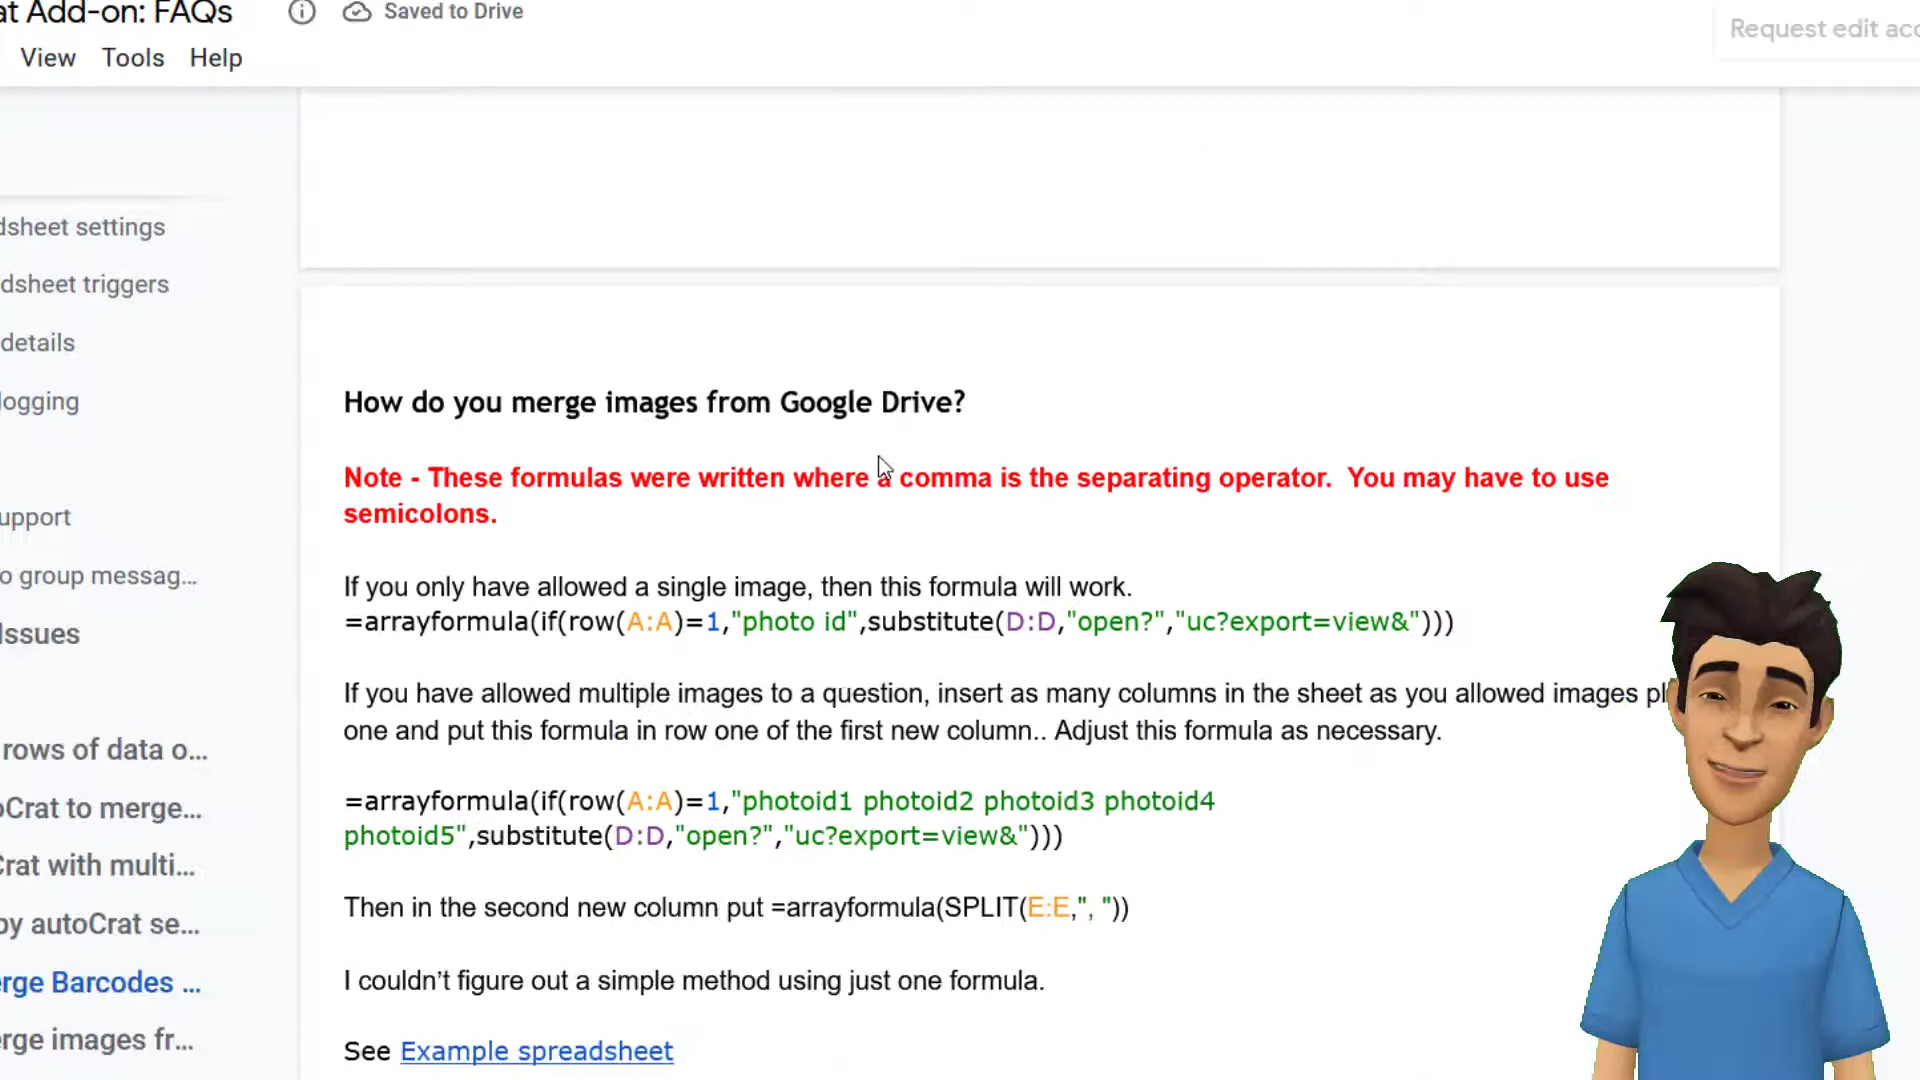 at Add-on: FAQs
Saved to Drive
Request edit acc
View Tools Help
dsheet settings
dsheet triggers
details
logging
upport
o group messag...
Issues
rows of data o...
oCrat to merge...
Crat with multi...
by autoCrat se...
erge Barcodes ...
erge images fr...
How do you merge images from Google Drive?
Note - These formulas were written where a comma is the separating operator. You may have to use
semicolons.
If you only have allowed a single image, then this formula will work.
=arrayformula(if(row(A:A)=1,"photo id",substitute(D:D,"open?","uc?export=view&")))
If you have allowed multiple images to a question, insert as many columns in the sheet as you allowed images pl
one and put this formula in row one of the first new column.. Adjust this formula as necessary.
=arrayformula(if(row(A:A)=1,"photoid1 photoid2 photoid3 photoid4
photoid5",substitute(D:D,"open?","uc?export=view&")))
Then in the second new column put =arrayformula(SPLIT(E:E,", "))
I couldn't figure out a simple method using just one formula.
See Example spreadsheet